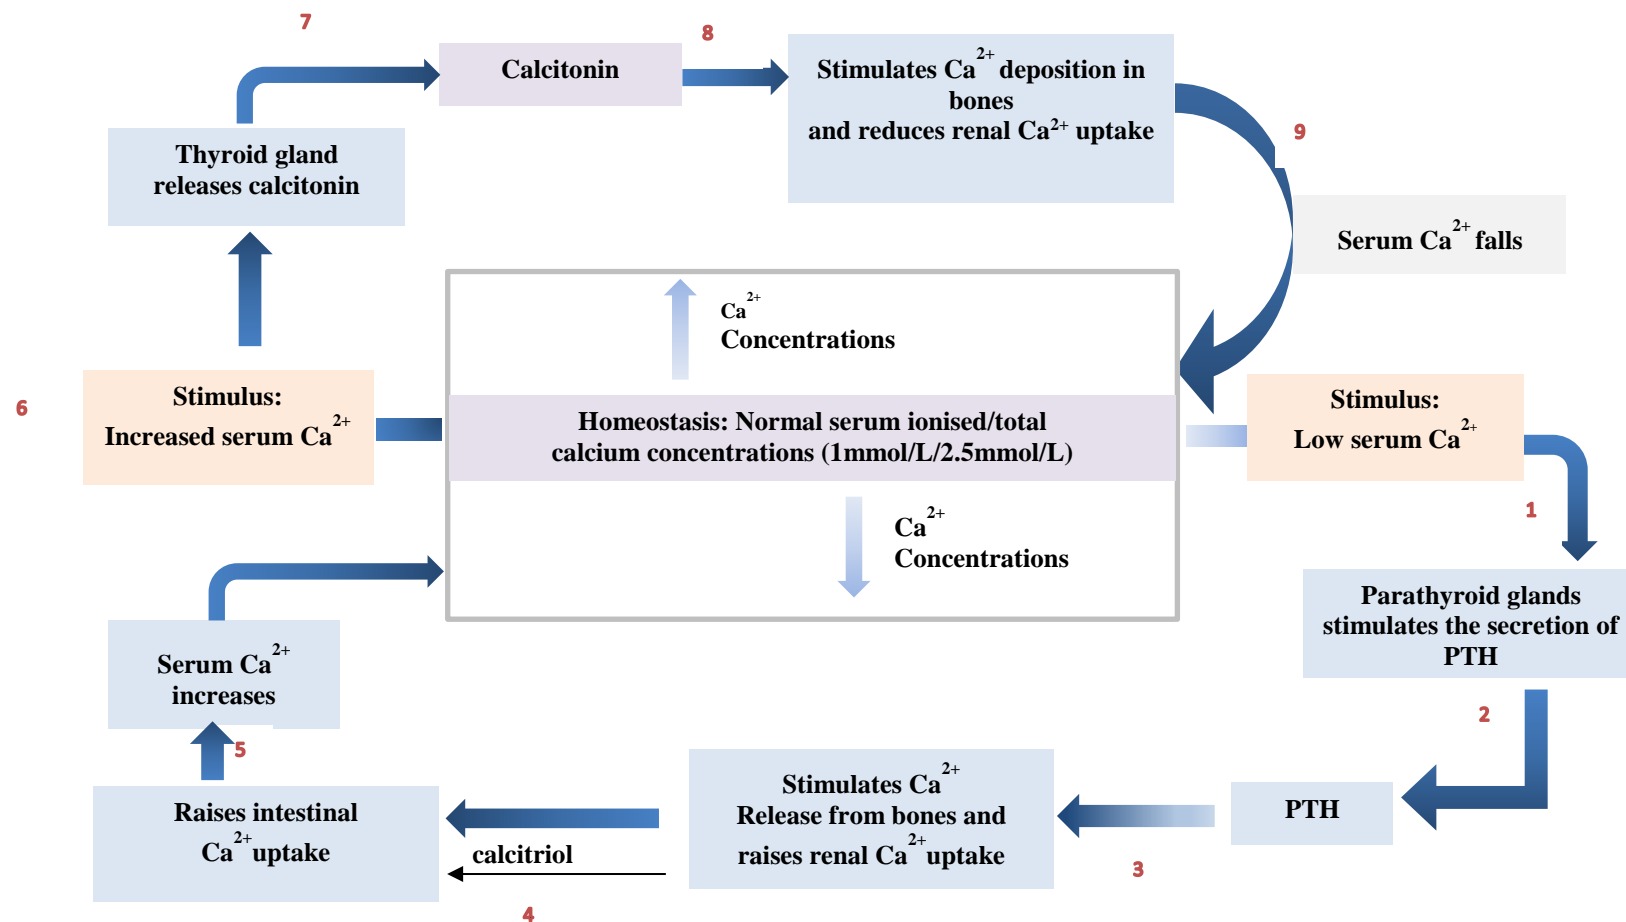 7
8
Calcitonin
Stimulates Ca²⁺ deposition in
bones
and reduces renal Ca²⁺ uptake
9
Thyroid gland
releases calcitonin
Serum Ca²⁺ falls
Ca²⁺
Concentrations
6
Stimulus:
Increased serum Ca²⁺
Homeostasis: Normal serum ionised/total
calcium concentrations (1mmol/L/2.5mmol/L)
Stimulus:
Low serum Ca²⁺
1
Ca²⁺
Concentrations
Parathyroid glands
stimulates the secretion of
PTH
2
Serum Ca²⁺
increases
5
Raises intestinal
Ca²⁺ uptake
calcitriol
4
Stimulates Ca²⁺
Release from bones and
raises renal Ca²⁺ uptake
3
PTH